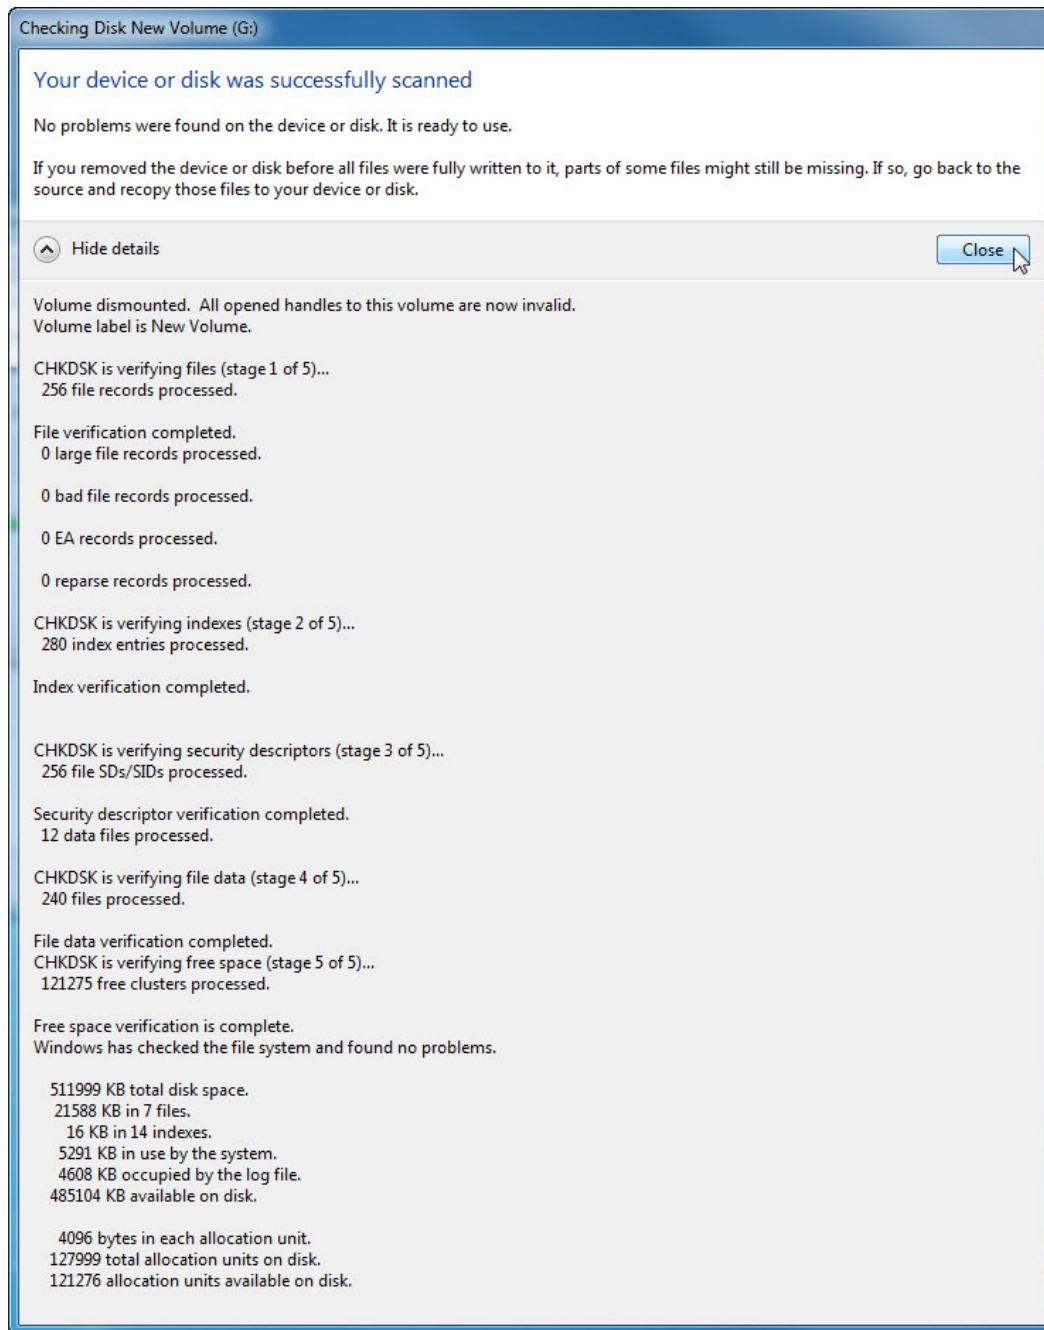 Checking Disk New Volume (G:)
Your device or disk was successfully scanned
No problems were found on the device or disk. It is ready to use.
If you removed the device or disk before all files were fully written to it, parts of some files might still be missing. If so, go back to the
source and recopy those files to your device or disk.
Hide details
Close
Volume dismounted.  All opened handles to this volume are now invalid.
Volume label is New Volume.
CHKDSK is verifying files (stage 1 of 5)...
256 file records processed.
File verification completed.
0 large file records processed.
0 bad file records processed.
0 EA records processed.
0 reparse records processed.
CHKDSK is verifying indexes (stage 2 of 5)...
280 index entries processed.
Index verification completed.
CHKDSK is verifying security descriptors (stage 3 of 5)...
256 file SDs/SIDs processed.
Security descriptor verification completed.
12 data files processed.
CHKDSK is verifying file data (stage 4 of 5)...
240 files processed.
File data verification completed.
CHKDSK is verifying free space (stage 5 of 5)...
121275 free clusters processed.
Free space verification is complete.
Windows has checked the file system and found no problems.
511999 KB total disk space.
21588 KB in 7 files.
16 KB in 14 indexes.
5291 KB in use by the system.
4608 KB occupied by the log file.
485104 KB available on disk.
4096 bytes in each allocation unit.
127999 total allocation units on disk.
121276 allocation units available on disk.